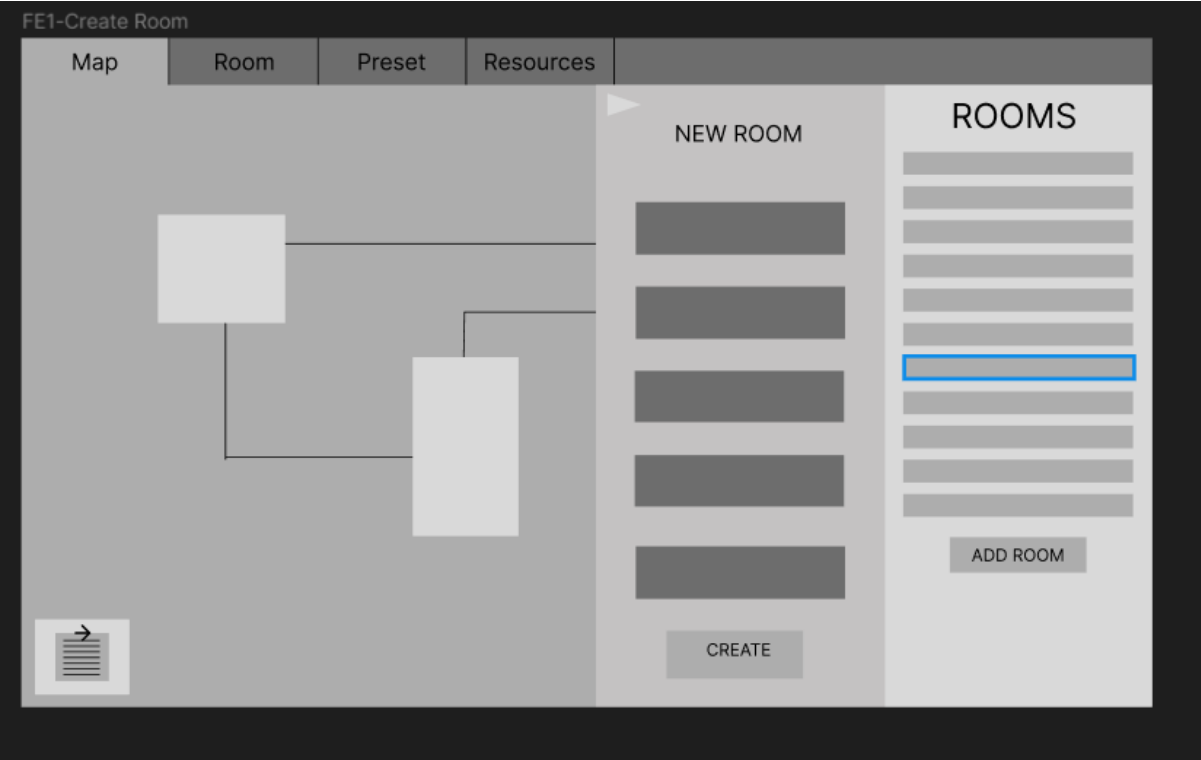 FE1-Create Room
Map Room Preset Resources
NEW ROOM
CREATE
ROOMS
ADD ROOM